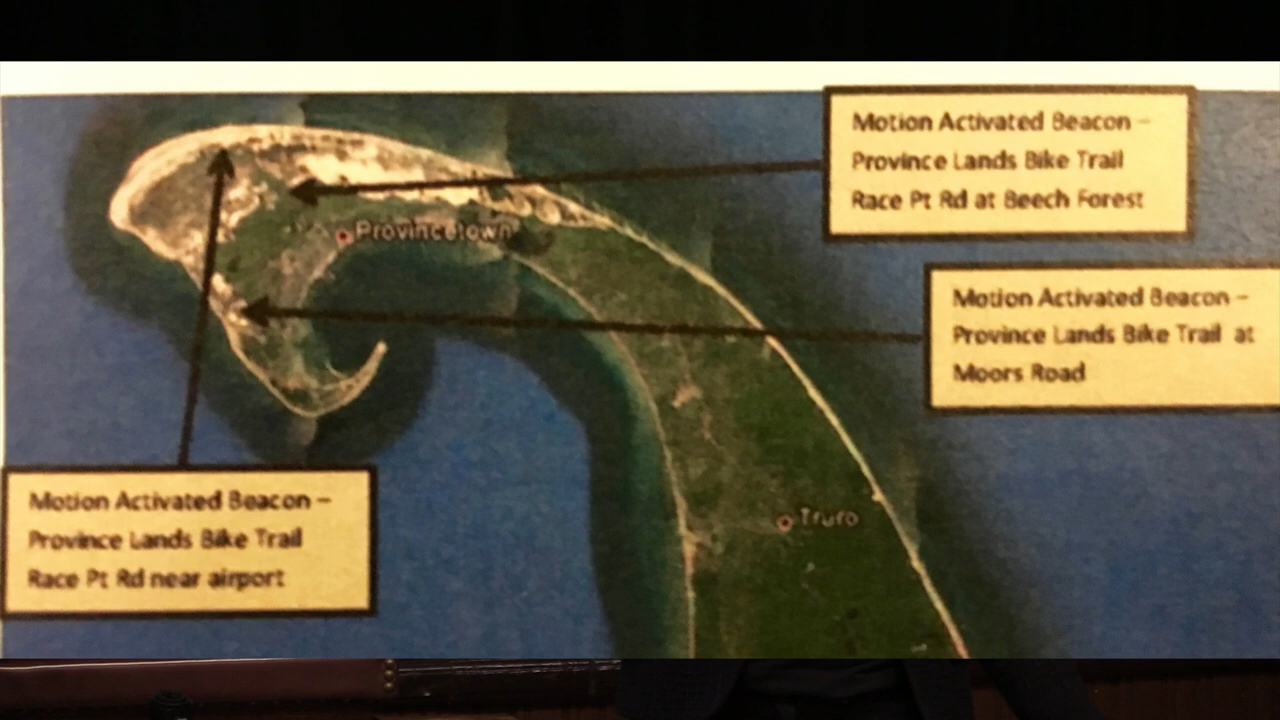 Motion Activated Beacon –
Province Lands Bike Trail
Race Pt Rd at Beech Forest
Provincetown
Motion Activated Beacon –
Province Lands Bike Trail at
Moors Road
Motion Activated Beacon –
Province Lands Bike Trail
Race Pt Rd near airport
Truro